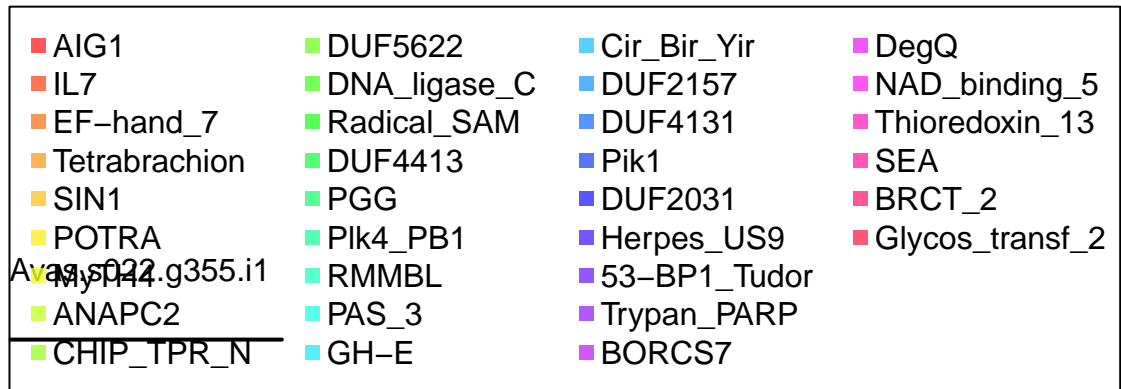 AIG1
IL7
EF−hand_7
Tetrabrachion
SIN1
POTRA
MyTH4
ANAPC2
CHIP_TPR_N
DUF5622
DNA_ligase_C
Radical_SAM
DUF4413
PGG
Plk4_PB1
RMMBL
PAS_3
GH−E
Cir_Bir_Yir
DUF2157
DUF4131
Pik1
DUF2031
Herpes_US9
53−BP1_Tudor
Trypan_PARP
BORCS7
DegQ
NAD_binding_5
Thioredoxin_13
SEA
BRCT_2
Glycos_transf_2
Avas.s022.g355.i1